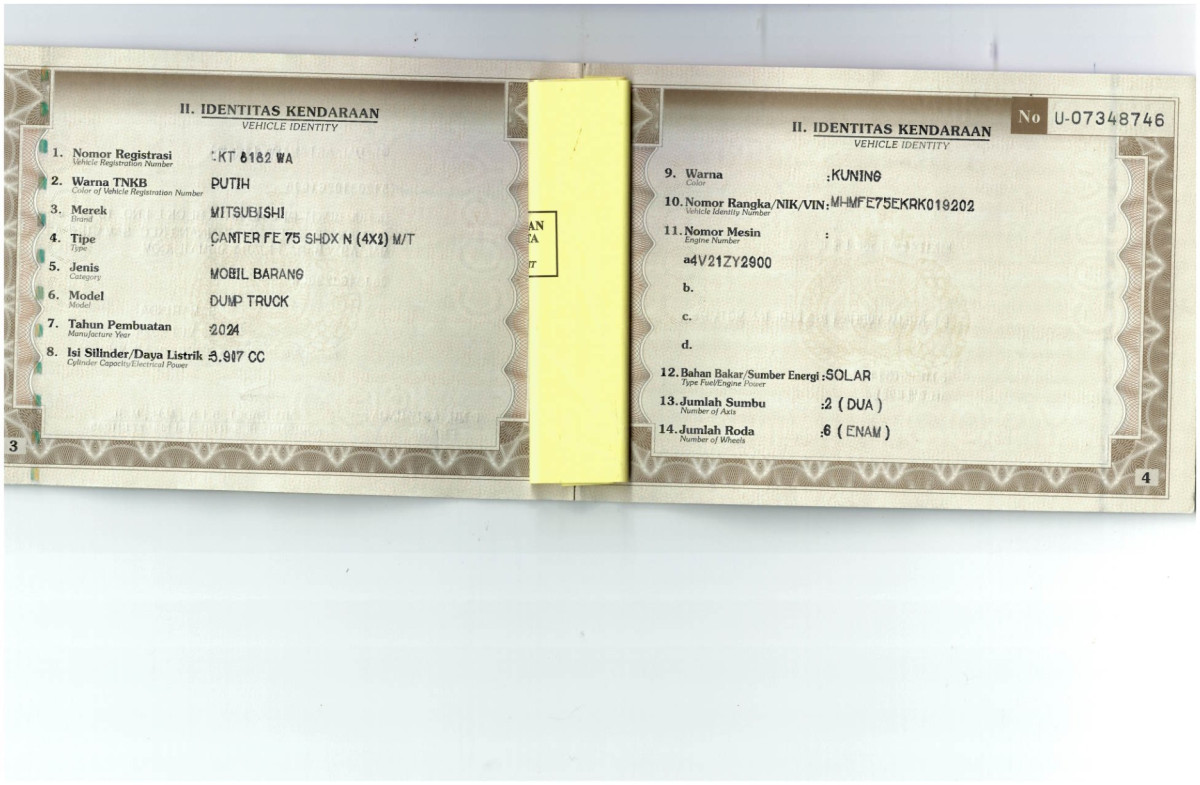 II. IDENTITAS KENDARAAN
VEHICLE IDENTITY
1. Nomor Registrasi :KT 8182 WA
Vehicle Registration Number
2. Warna TNKB PUTIH
Color of Vehicle Registration Number
3. Merek MITSUBISHI
Brand
4. Tipe CANTER FE 75 SHDX N (4X2) M/T
Type
5. Jenis MOBIL BARANG
Category
6. Model DUMP TRUCK
Model
7. Tahun Pembuatan :2024
Manufacture Year
8. Isi Silinder/Daya Listrik 3.907 CC
Cylinder Capacity/Electrical Power
3
AN
TA
IT
No U-07348746
II. IDENTITAS KENDARAAN
VEHICLE IDENTITY
9. Warna :KUNING
Color
10. Nomor Rangka/NIK/VIN: MHMFE75EKRK019202
Vehicle Identity Number
11. Nomor Mesin :
Engine Number
a4V21ZY2900
b.
c.
d.
12. Bahan Bakar/Sumber Energi :SOLAR
Type Fuel/Engine Power
13. Jumlah Sumbu :2 (DUA)
Number of Axis
14. Jumlah Roda :6 (ENAM)
Number of Wheels
4